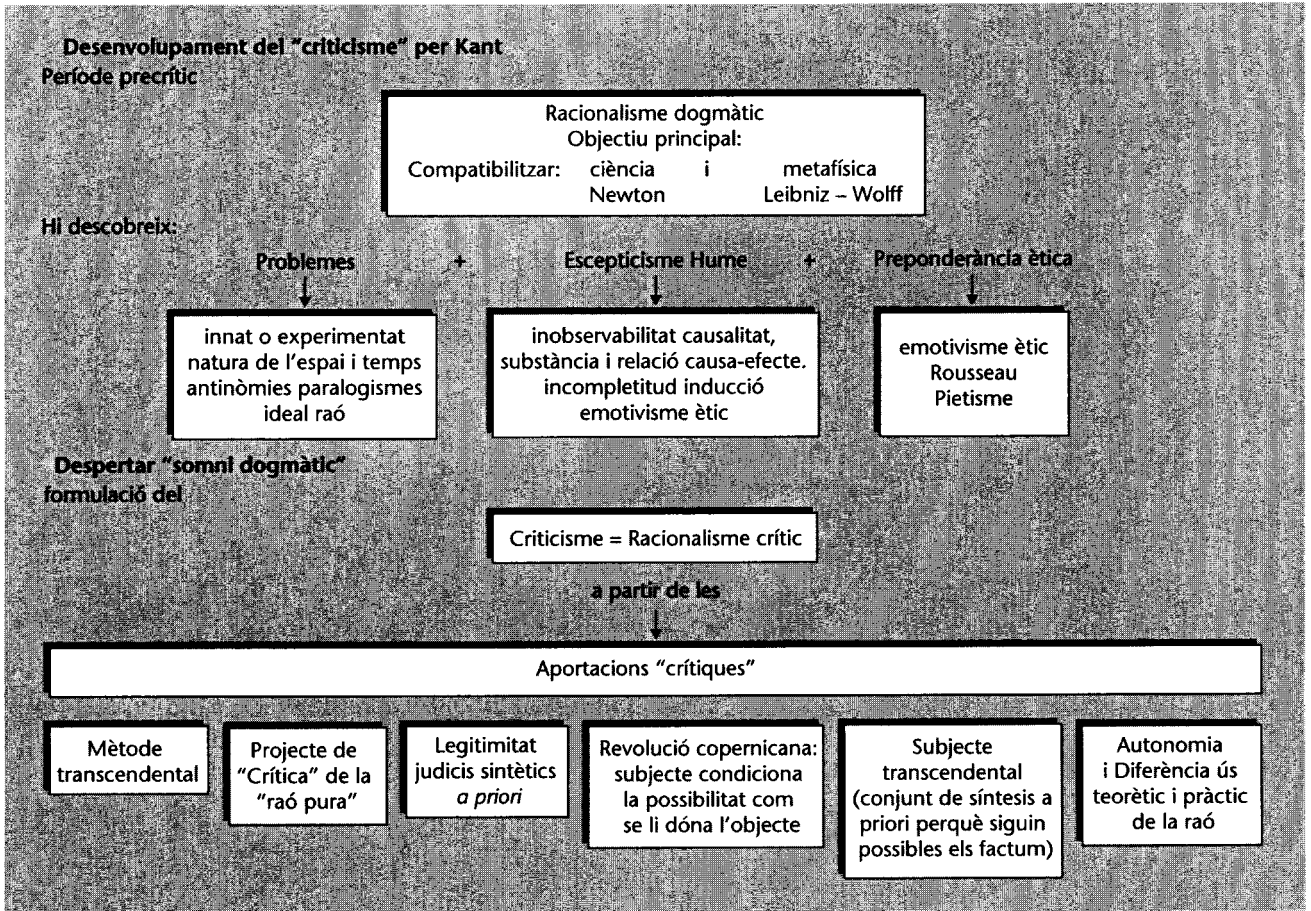 Desenvolupament del "criticisme" per Kant
Període precrític
Racionalisme dogmàtic
Objectiu principal:
Compatibilitzar: ciència i metafísica
Newton Leibniz – Wolff
Hi descobreix:
Problemes + Escepticisme Hume + Preponderància ètica
innat o experimentat
natura de l'espai i temps
antinòmies paralogismes
ideal raó
inobservabilitat causalitat,
substància i relació causa-efecte.
incompletitud inducció
emotivisme ètic
emotivisme ètic
Rousseau
Pietisme
Despertar "somni dogmàtic"
formulació del
Criticisme = Racionalisme crític
a partir de les
Aportacions "crítiques"
Mètode
transcendental
Projecte de
"Crítica" de la
"raó pura"
Legitimitat
judicis sintètics
a priori
Revolució copernicana:
subjecte condiciona
la possibilitat com
se li dóna l'objecte
Subjecte
transcendental
(conjunt de síntesis a
priori perquè siguin
possibles els factum)
Autonomia
i Diferència ús
teorètic i pràctic
de la raó